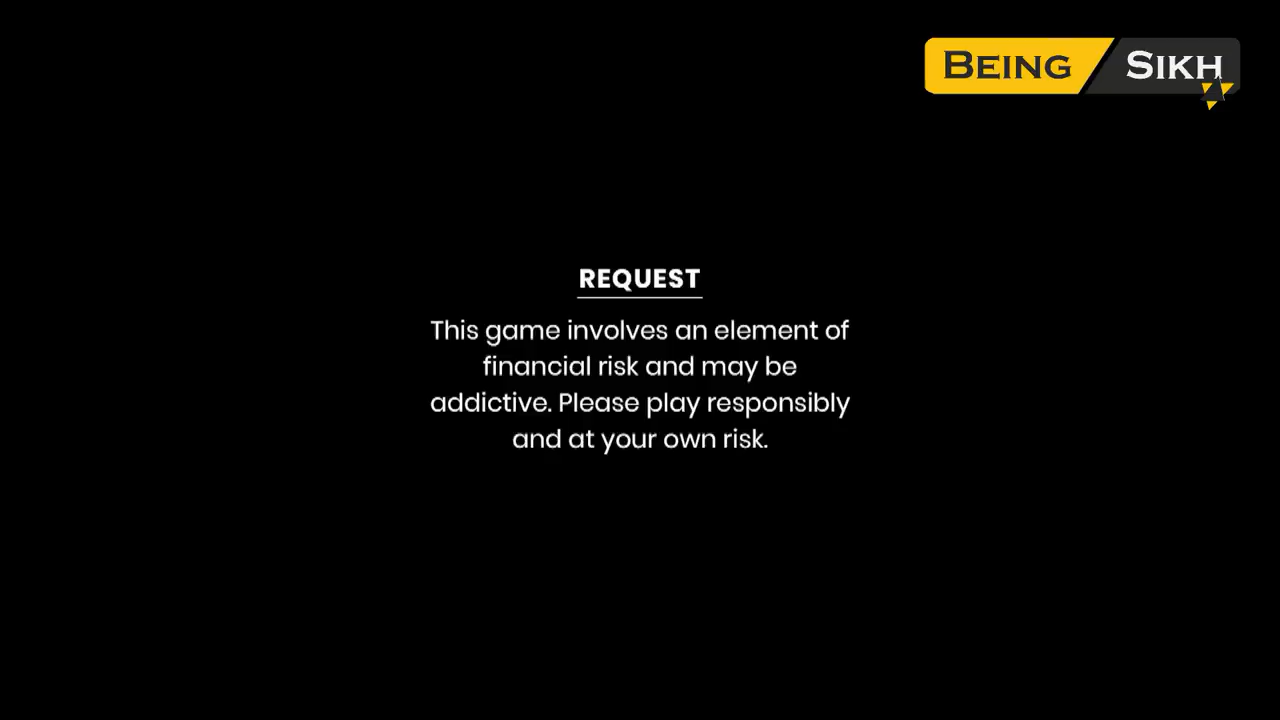 BEING SIKH
REQUEST
This game involves an element of
financial risk and may be
addictive. Please play responsibly
and at your own risk.